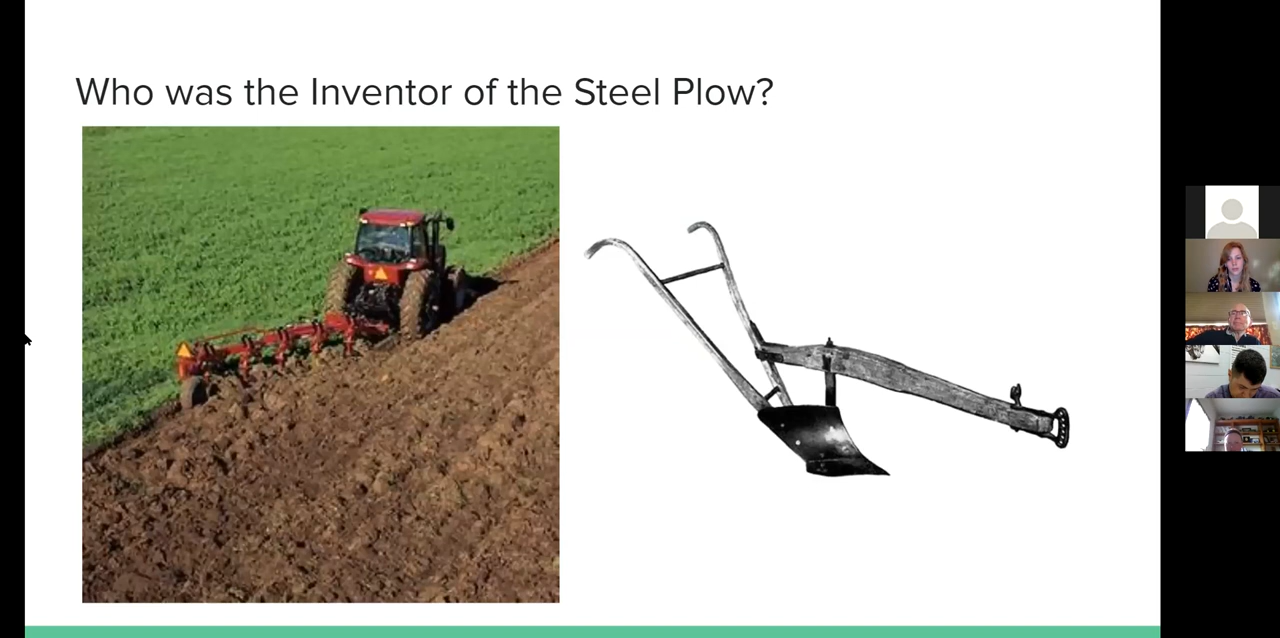 Who was the Inventor of the Steel Plow?